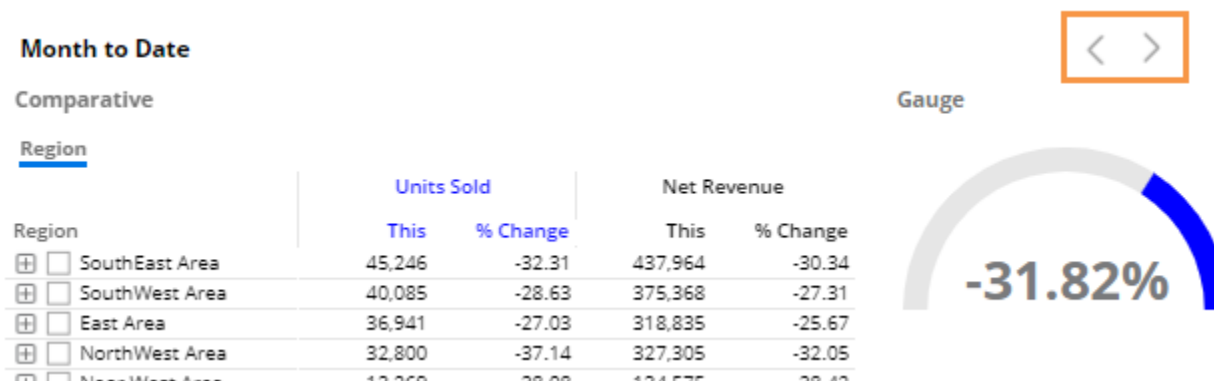 Month to Date
Comparative
Gauge
Region
Units Sold Net Revenue
Region This % Change This % Change
SouthEast Area 45,246 -32.31 437,964 -30.34
SouthWest Area 40,085 -28.63 375,368 -27.31
East Area 36,941 -27.03 318,835 -25.67
NorthWest Area 32,800 -37.14 327,305 -32.05
-31.82%